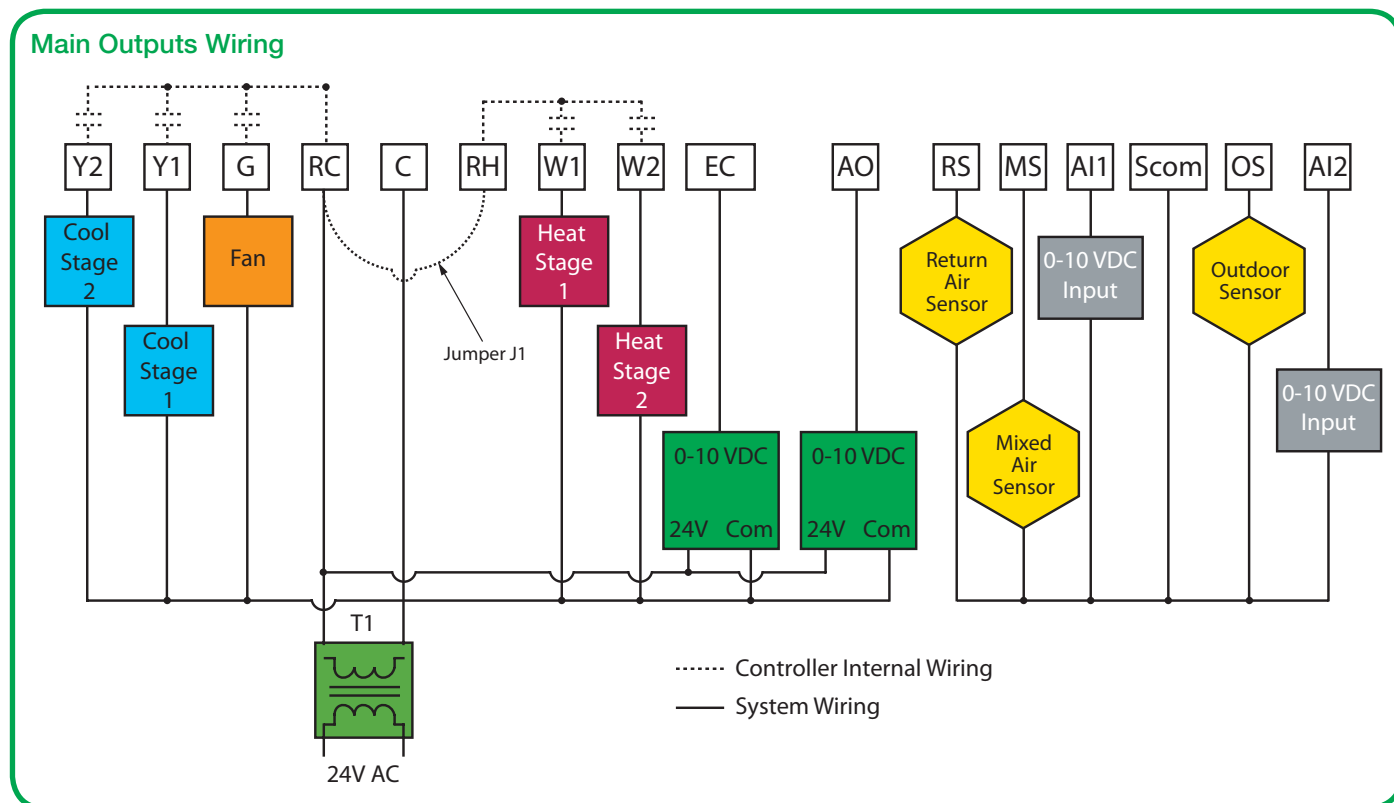 Main Outputs Wiring
Y2 Y1 G RC C RH W1 W2 EC AO RS MS AI1 Scom OS AI2
Cool
Stage
2
Fan
Heat
Stage
1
Return
Air
Sensor
0-10 VDC
Input
Outdoor
Sensor
Cool
Stage
1
Jumper J1
Heat
Stage
2
0-10 VDC
Input
Mixed
Air
Sensor
0-10 VDC
24V Com
0-10 VDC
24V Com
T1
24V AC
Controller Internal Wiring
System Wiring